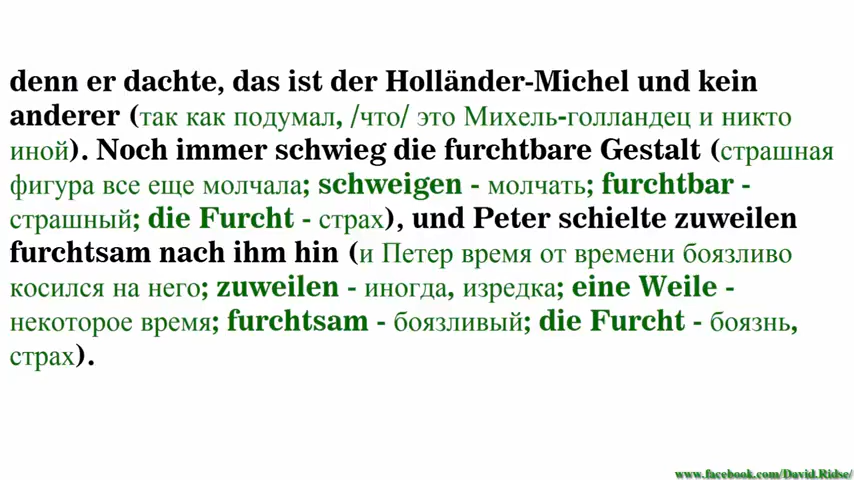 denn er dachte, das ist der Holländer-Michel und kein
anderer (так как подумал, /что/ это Михель-голландец и никто
иной). Noch immer schwieg die furchtbare Gestalt (страшная
фигура все еще молчала; schweigen - молчать; furchtbar -
страшный; die Furcht - страх), und Peter schielte zuweilen
furchtsam nach ihm hin (и Петер время от времени боязливо
косился на него; zuweilen - иногда, изредка; eine Weile -
некоторое время; furchtsam - боязливый; die Furcht - боязнь,
страх).
www.facebook.com/David.Ridse/